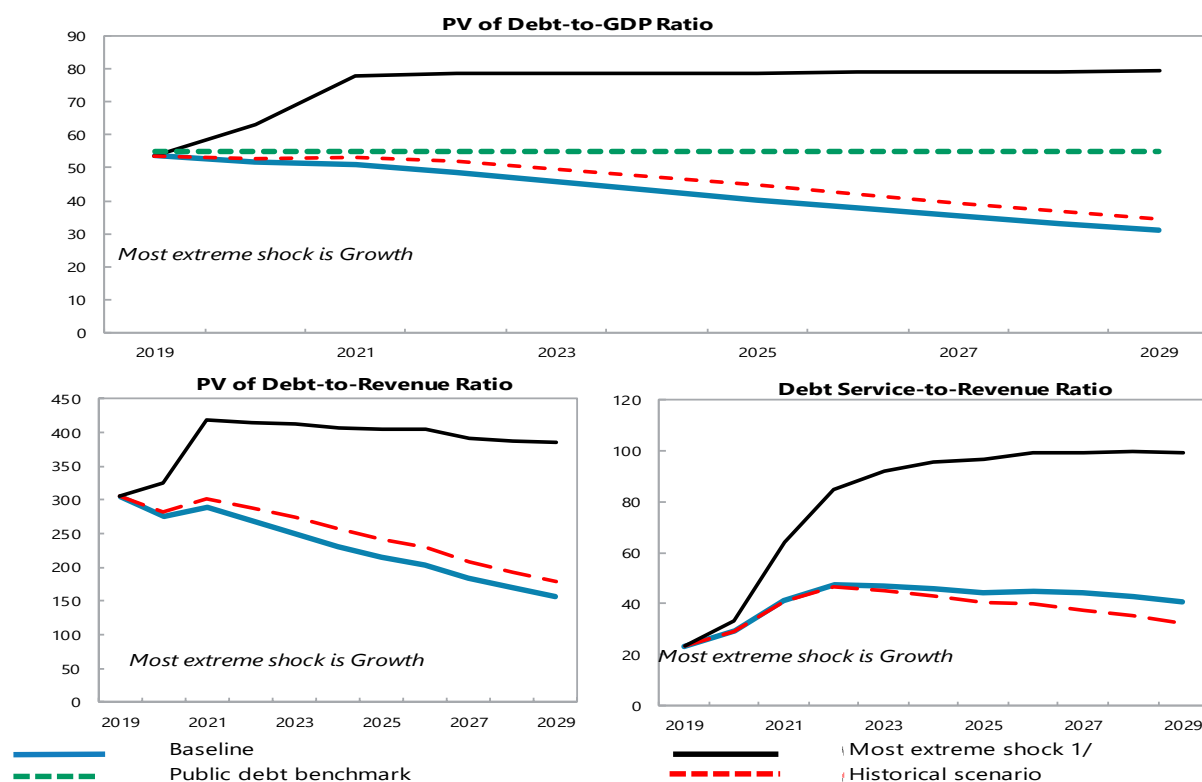 PV of Debt-to-GDP Ratio
90
80
70
60
50
40
30
20
10
0
Most extreme shock is Growth
2019 2021 2023 2025 2027 2029
PV of Debt-to-Revenue Ratio
450
400
350
300
250
200
150
100
50
0
Most extreme shock is Growth
2019 2021 2023 2025 2027 2029
Debt Service-to-Revenue Ratio
120
100
80
60
40
20
0
Most extreme shock is Growth
2019 2021 2023 2025 2027 2029
Baseline
Most extreme shock 1/
Public debt benchmark
Historical scenario